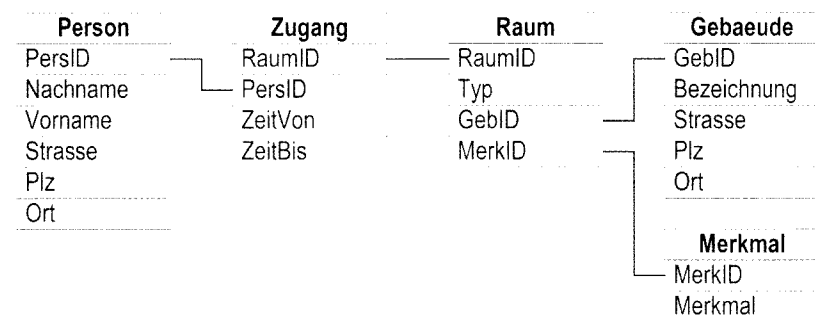 Person
PersID
Nachname
Vorname
Strasse
Plz
Ort
Zugang
RaumID
PersID
ZeitVon
ZeitBis
Raum
RaumID
Typ
GebID
MerkID
Gebaeude
GebID
Bezeichnung
Strasse
Plz
Ort
Merkmal
MerkID
Merkmal